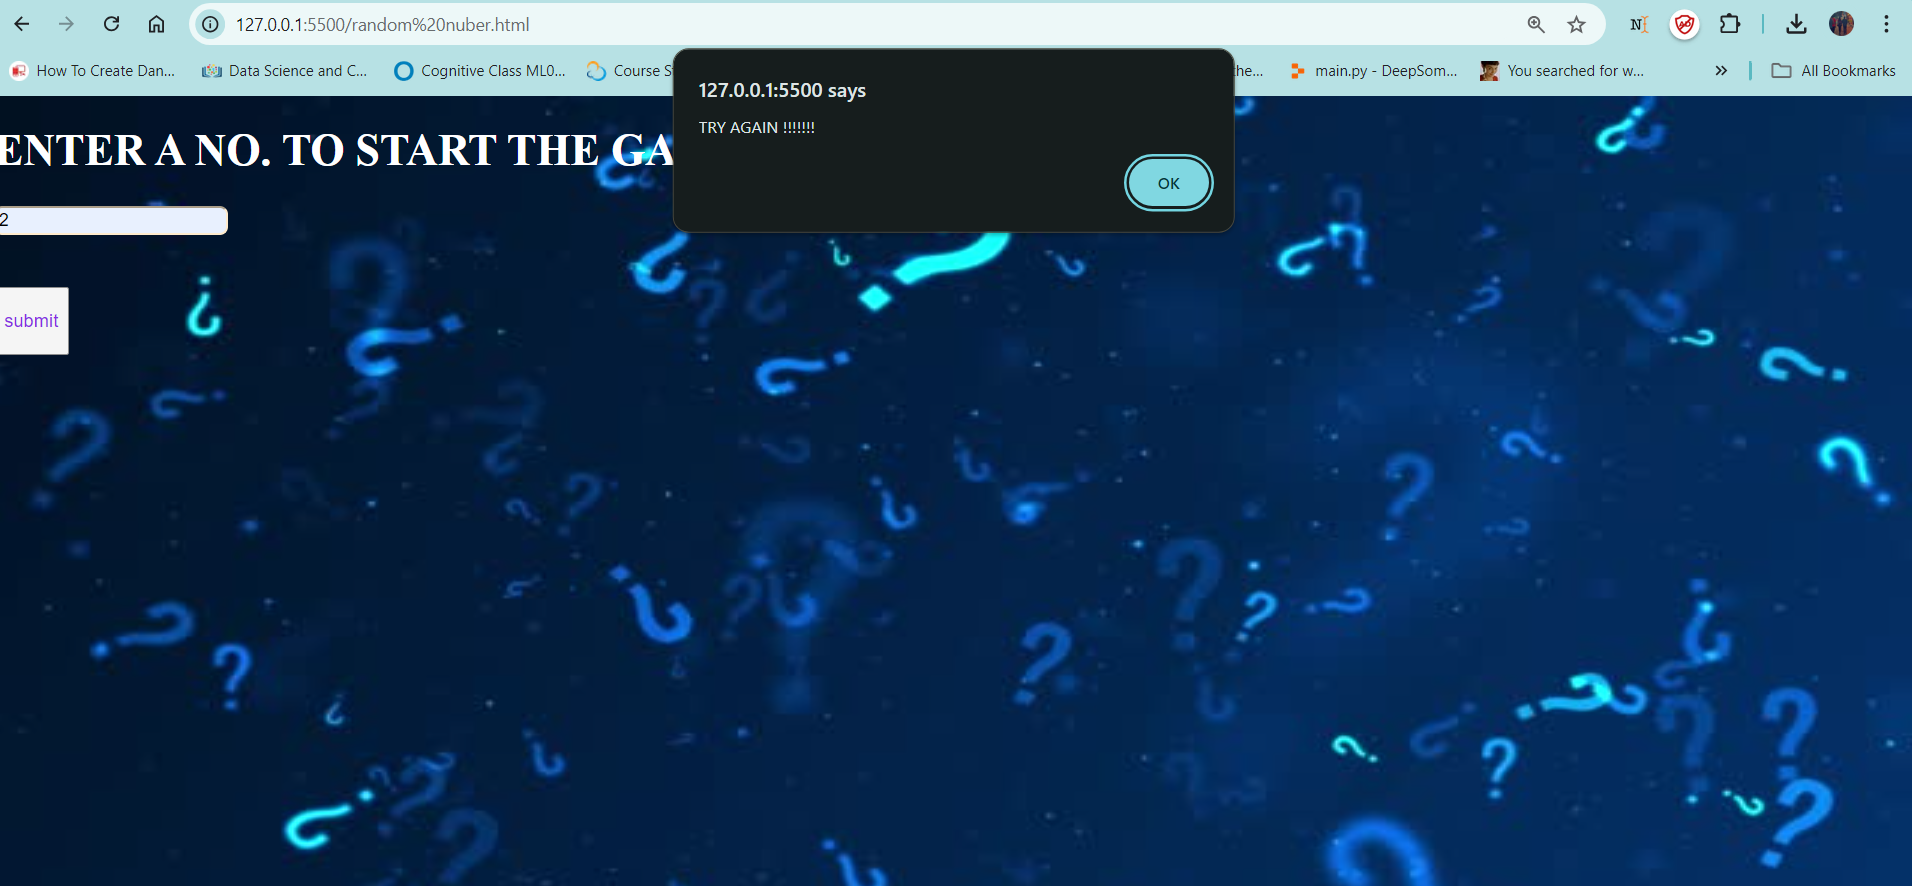 127.0.0.1:5500/random%20nuber.html
How To Create Dan...
Data Science and C...
Cognitive Class ML0...
Course S
he...
main.py - DeepSom...
You searched for w...
All Bookmarks
127.0.0.1:5500 says
TRY AGAIN !!!!!!!
OK
ENTER A NO. TO START THE GA
2
submit